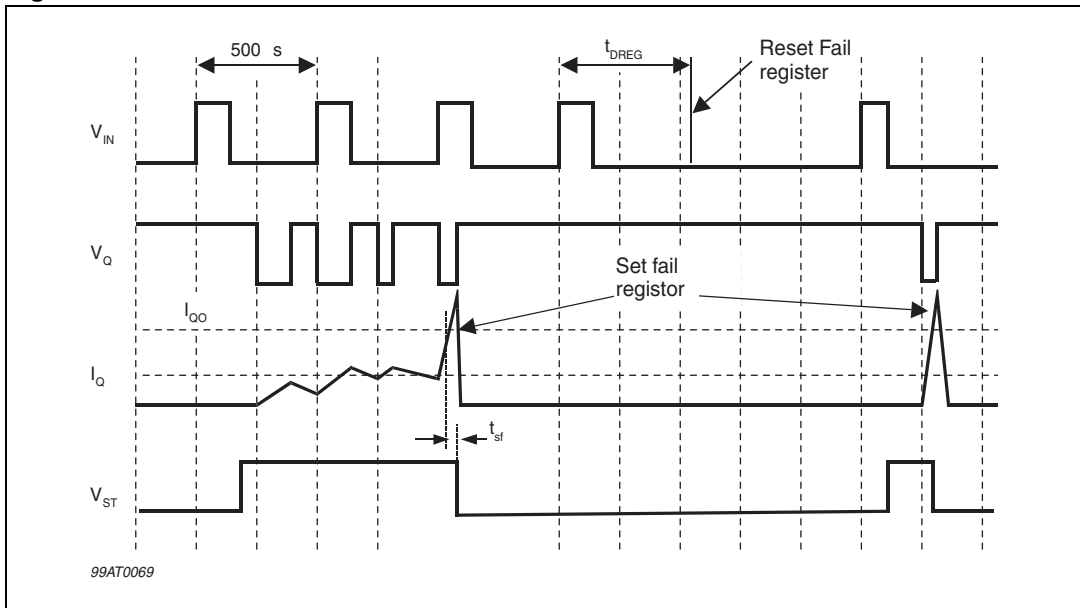 500 s
tDREG
Reset Fail
register
VIN
VQ
Set fail
registor
IQO
IQ
tsf
VST
99AT0069